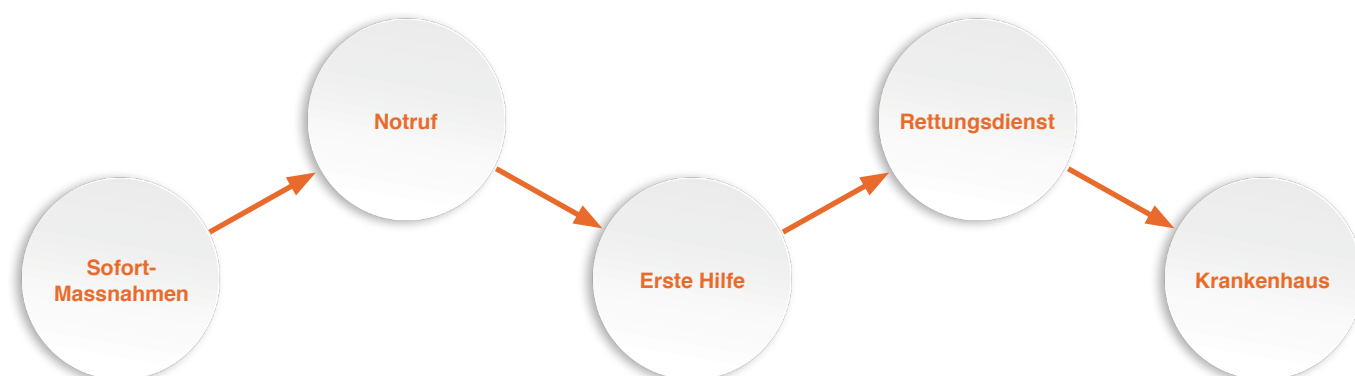 Sofort-
Massnahmen
Notruf
Erste Hilfe
Rettungsdienst
Krankenhaus